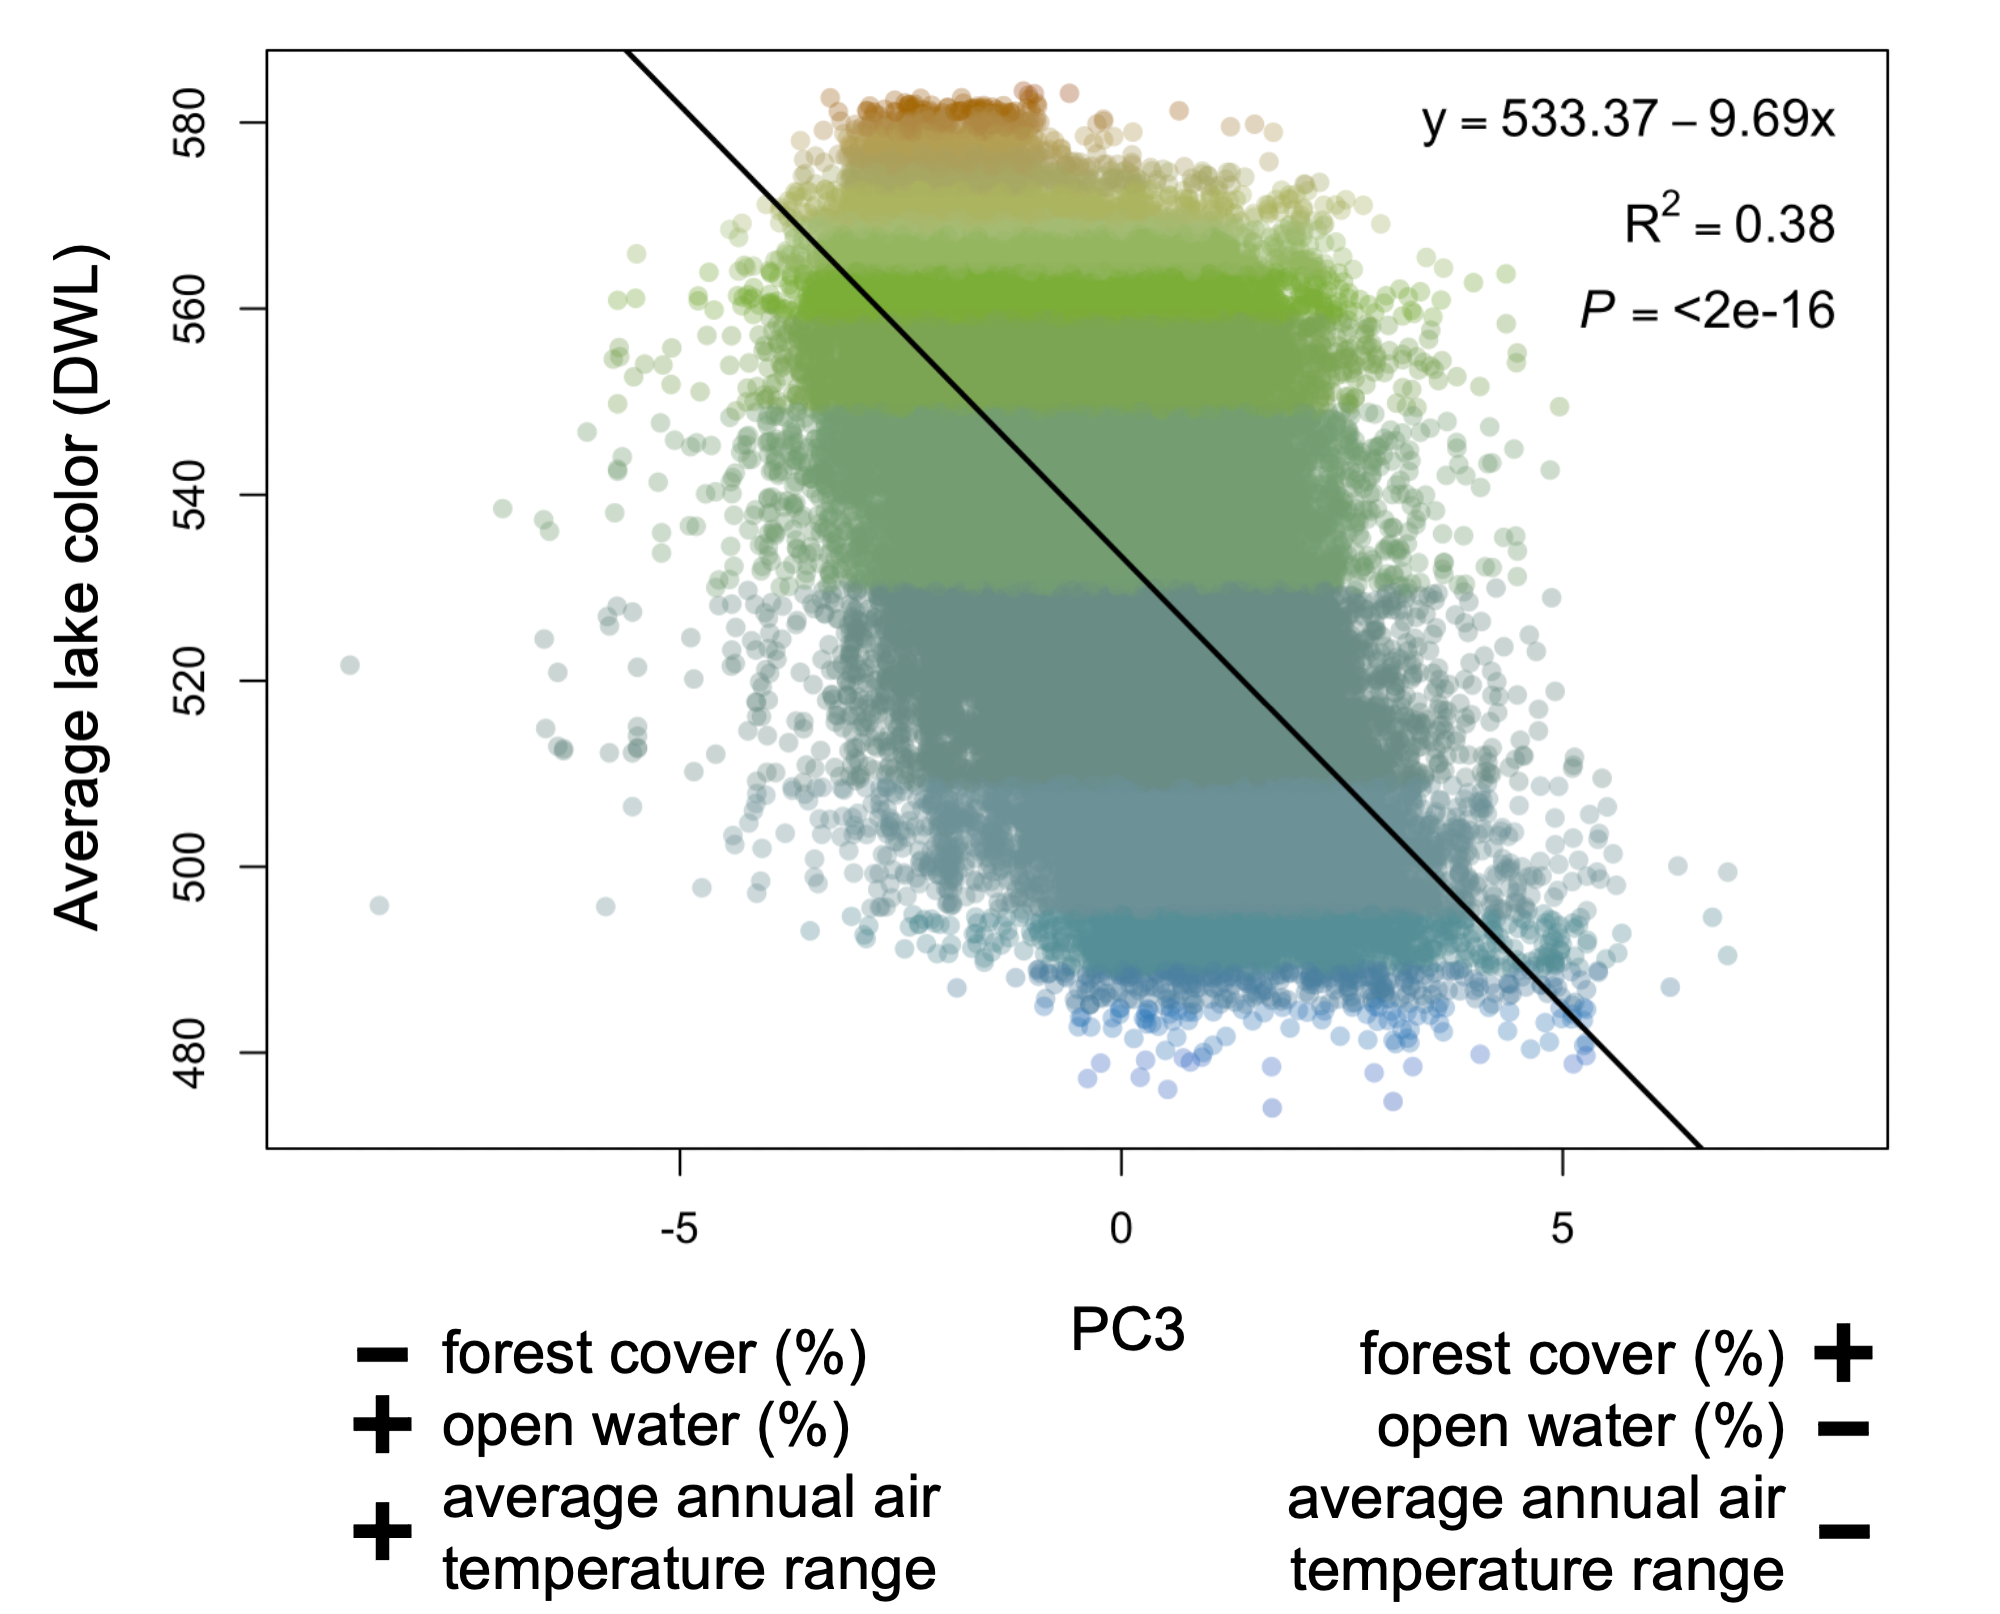 Average lake color (DWL)
580
560
540
520
500
480
y = 533.37 – 9.69x
R² = 0.38
P = <2e-16
-5 0 5
PC3
– forest cover (%)
+ open water (%)
+ average annual air
temperature range
forest cover (%) +
open water (%) –
average annual air –
temperature range